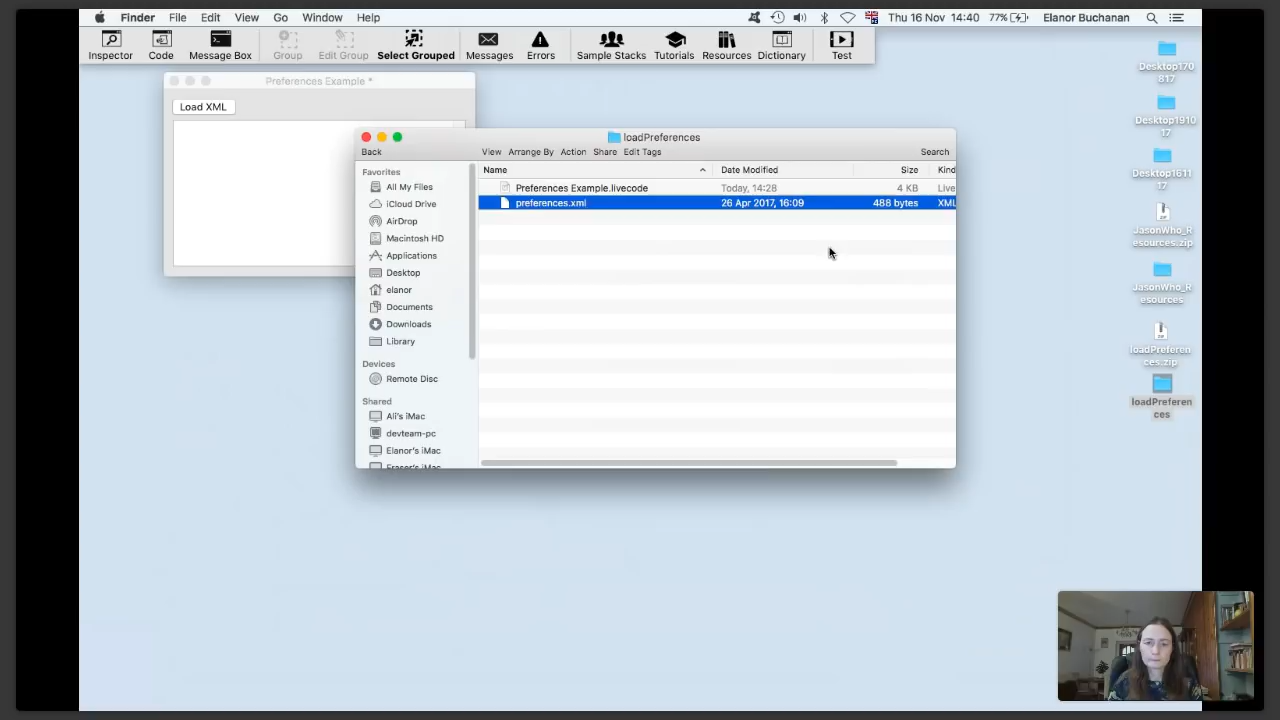 Finder File Edit View Go Window Help Thu 16 Nov 14:40 77% Elanor Buchanan
Inspector Code Message Box Group Edit Group Select Grouped Messages Errors Sample Stacks Tutorials Resources Dictionary Test
Preferences Example *
Load XML
loadPreferences
Back View Arrange By Action Share Edit Tags Search
Favorites
All My Files
iCloud Drive
AirDrop
Macintosh HD
Applications
Desktop
elanor
Documents
Downloads
Library
Devices
Remote Disc
Shared
Ali's iMac
devteam-pc
Elanor's iMac
Fraser's iMac
Name Date Modified Size Kind
Preferences Example.livecode Today, 14:28 4 KB Live
preferences.xml 26 Apr 2017, 16:09 488 bytes XML
Desktop170
817
Desktop1910
17
Desktop1611
17
JasonWho_R
esources.zip
JasonWho_R
esources
loadPreferen
ces.zip
loadPreferen
ces